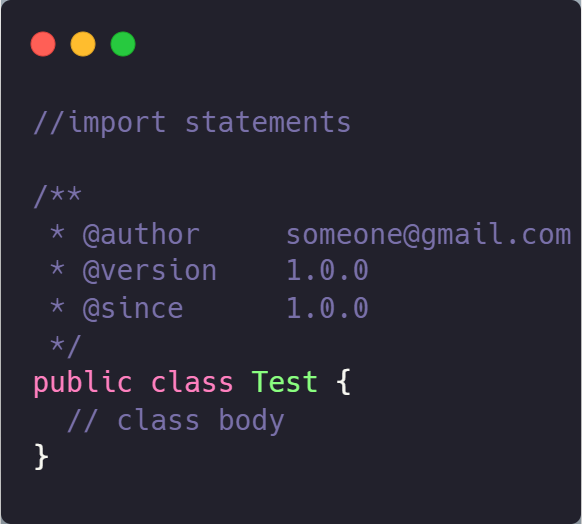 //import statements
/**
 * @author     someone@gmail.com
 * @version    1.0.0
 * @since      1.0.0
 */
public class Test {
  // class body
}